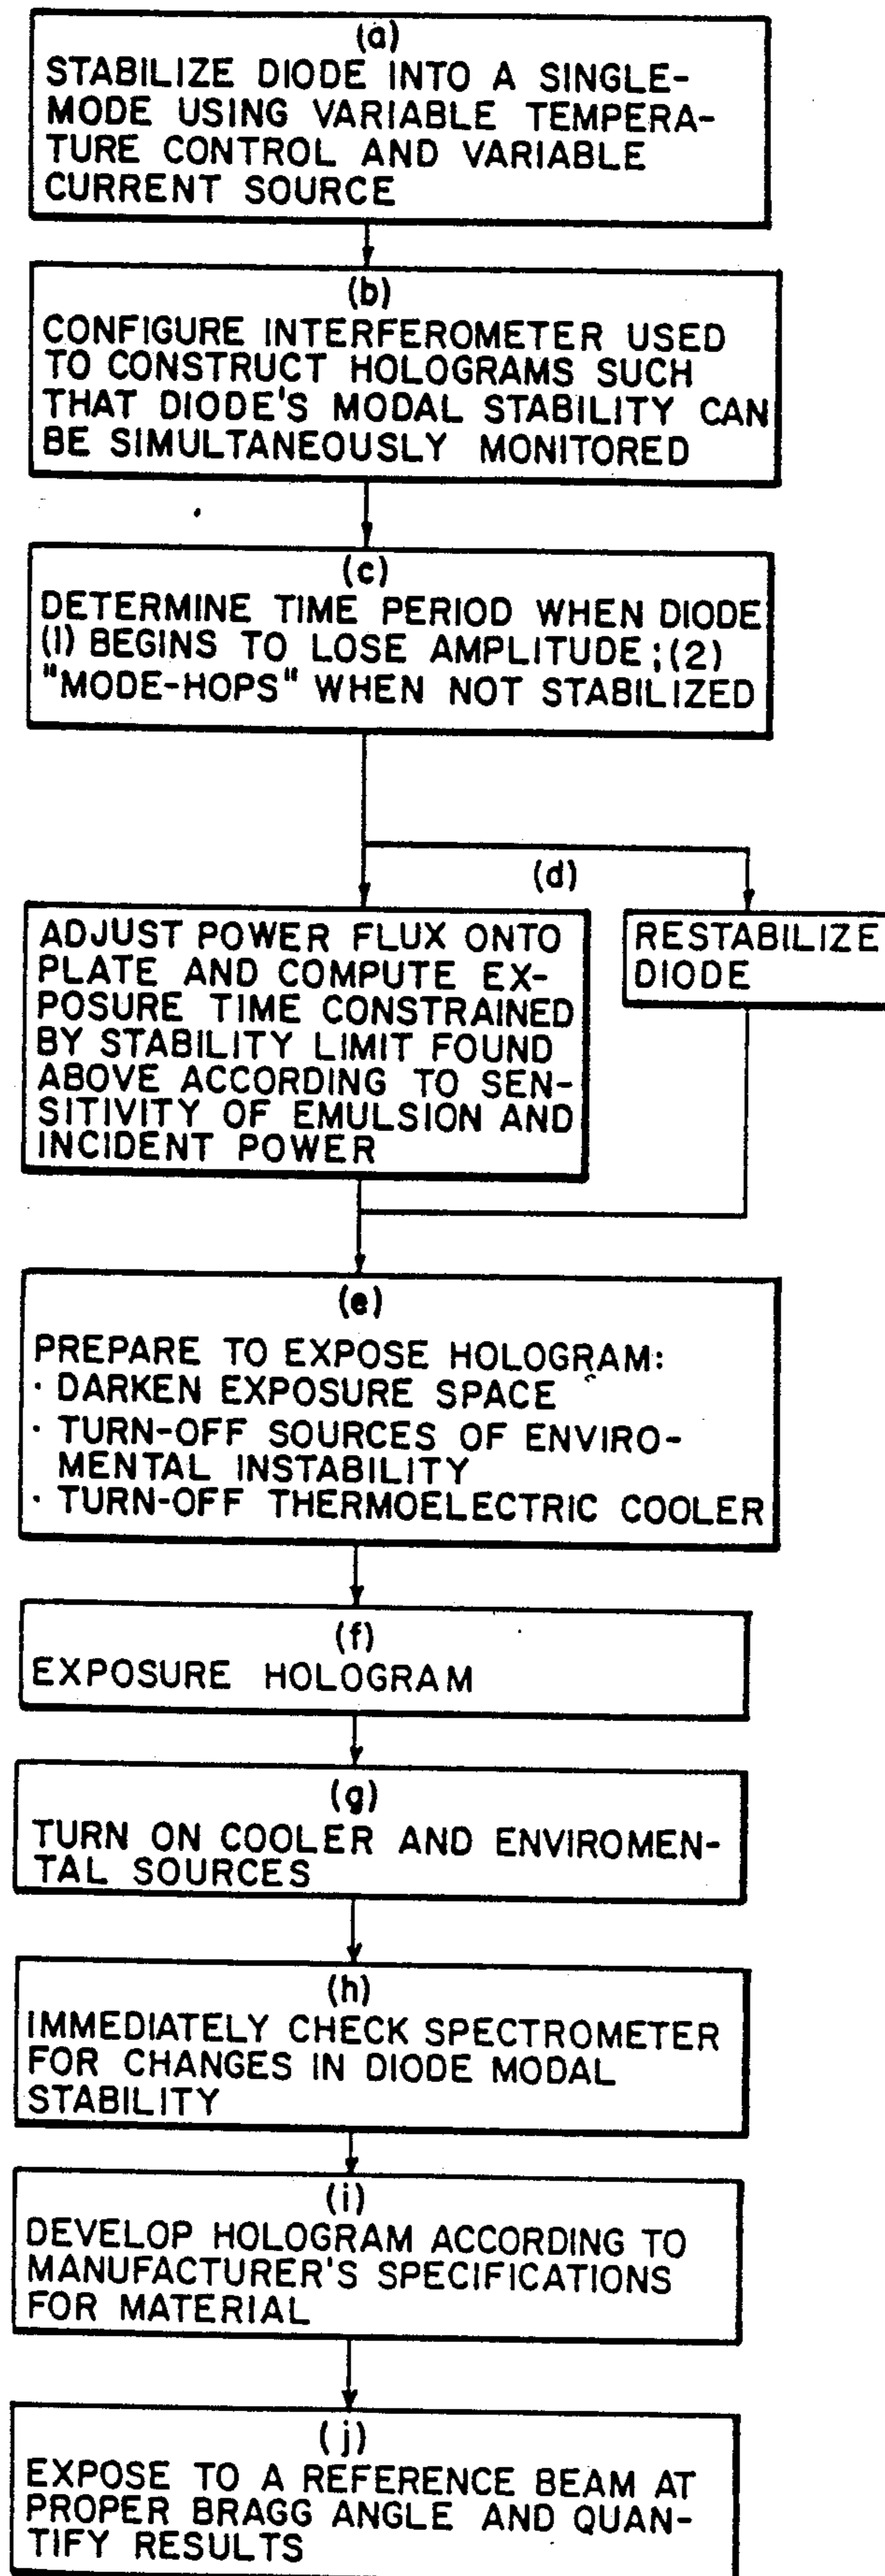 (a)
STABILIZE DIODE INTO A SINGLE-
MODE USING VARIABLE TEMPERA-
TURE CONTROL AND VARIABLE
CURRENT SOURCE
(b)
CONFIGURE INTERFEROMETER USED
TO CONSTRUCT HOLOGRAMS SUCH
THAT DIODE'S MODAL STABILITY CAN
BE SIMULTANEOUSLY MONITORED
(c)
DETERMINE TIME PERIOD WHEN DIODE
(1) BEGINS TO LOSE AMPLITUDE; (2)
"MODE-HOPS" WHEN NOT STABILIZED
(d)
ADJUST POWER FLUX ONTO
PLATE AND COMPUTE EX-
POSURE TIME CONSTRAINED
BY STABILITY LIMIT FOUND
ABOVE ACCORDING TO SEN-
SITIVITY OF EMULSION AND
INCIDENT POWER
RESTABILIZE
DIODE
(e)
PREPARE TO EXPOSE HOLOGRAM:
· DARKEN EXPOSURE SPACE
· TURN-OFF SOURCES OF ENVIRO-
MENTAL INSTABILITY
· TURN-OFF THERMOELECTRIC COOLER
(f)
EXPOSURE HOLOGRAM
(g)
TURN ON COOLER AND ENVIROMEN-
TAL SOURCES
(h)
IMMEDIATELY CHECK SPECTROMETER
FOR CHANGES IN DIODE MODAL
STABILITY
(i)
DEVELOP HOLOGRAM ACCORDING TO
MANUFACTURER'S SPECIFICATIONS
FOR MATERIAL
(j)
EXPOSE TO A REFERENCE BEAM AT
PROPER BRAGG ANGLE AND QUAN-
TIFY RESULTS